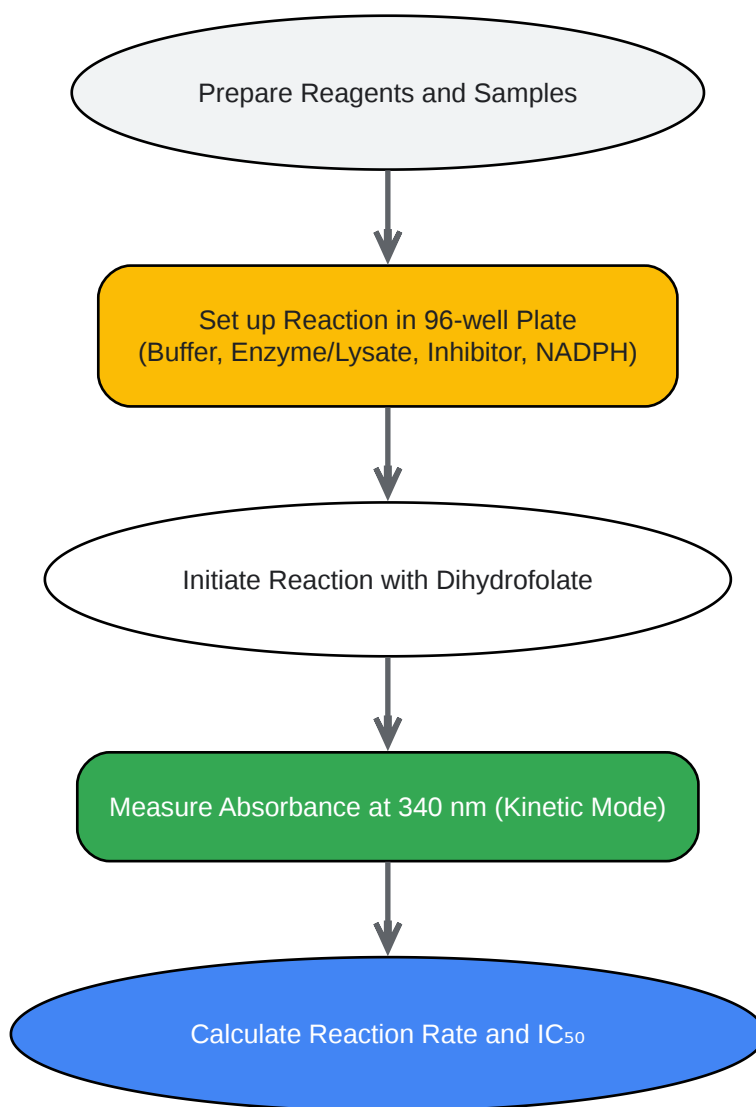 Prepare Reagents and Samples
Set up Reaction in 96-well Plate
(Buffer, Enzyme/Lysate, Inhibitor, NADPH)
Initiate Reaction with Dihydrofolate
Measure Absorbance at 340 nm (Kinetic Mode)
Calculate Reaction Rate and IC₅₀